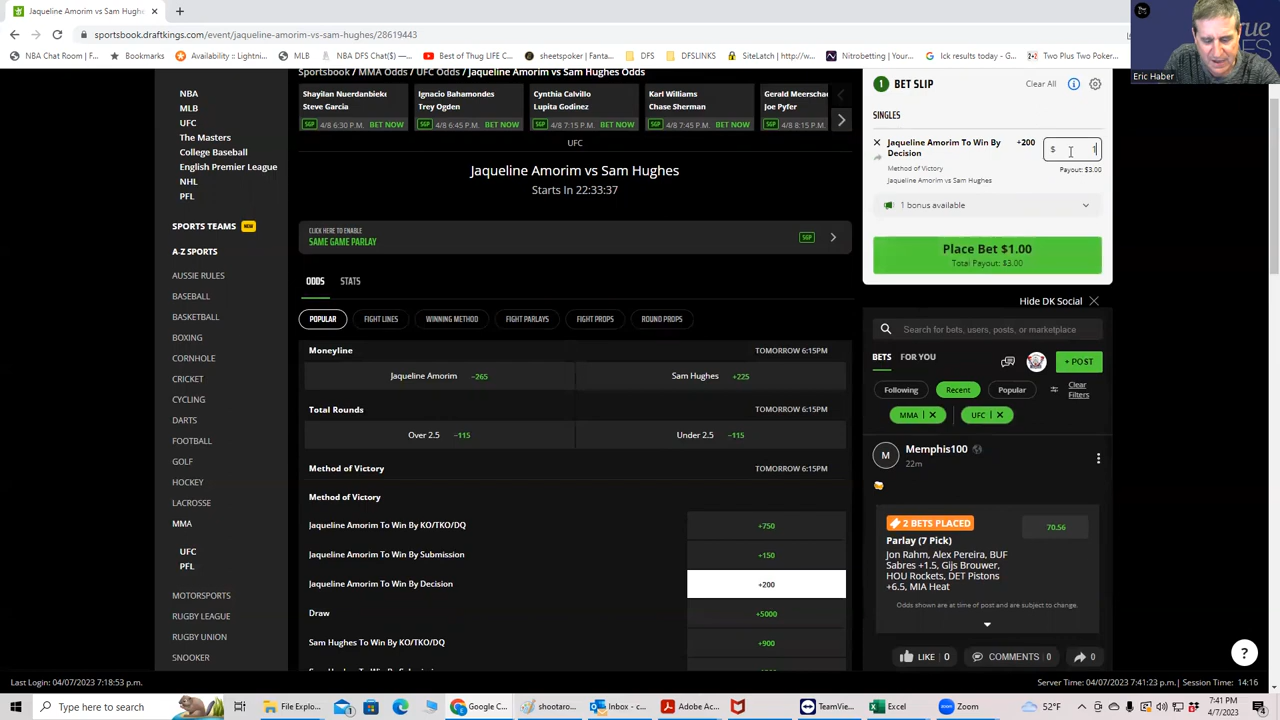 Jaqueline Amorim vs Sam Hughes
sportsbook.draftkings.com/event/jaqueline-amorim-vs-sam-hughes/28619443
NBA Chat Room | F...
Bookmarks
Availability :: Lightni...
MLB
NBA DFS Chat($) —...
Best of Thug LIFE C...
sheetspoker | Fanta...
DFS
DFSLINKS
SiteLatch | http://w...
Nitrobetting | Your...
Ick results today - G...
Two Plus Two Poker...
Eric Haber
NBA
MLB
UFC
The Masters
College Baseball
English Premier League
NHL
PFL
SPORTS TEAMS NEW
A-Z SPORTS
AUSSIE RULES
BASEBALL
BASKETBALL
BOXING
CORNHOLE
CRICKET
CYCLING
DARTS
FOOTBALL
GOLF
HOCKEY
LACROSSE
MMA
UFC
PFL
MOTORSPORTS
RUGBY LEAGUE
RUGBY UNION
SNOOKER
Sportsbook / MMA Odds / UFC Odds / Jaqueline Amorim vs Sam Hughes Odds
Shayilan Nuerdanbieke
Steve Garcia
SGP 4/8 6:30 P.M. BET NOW
Ignacio Bahamondes
Trey Ogden
SGP 4/8 6:45 P.M. BET NOW
Cynthia Calvillo
Lupita Godinez
SGP 4/8 7:15 P.M. BET NOW
Karl Williams
Chase Sherman
SGP 4/8 7:45 P.M. BET NOW
Gerald Meerschae
Joe Pyfer
SGP 4/8 8:15 P.M.
UFC
Jaqueline Amorim vs Sam Hughes
Starts In 22:33:37
CLICK HERE TO ENABLE
SAME GAME PARLAY SGP
ODDS STATS
POPULAR FIGHT LINES WINNING METHOD FIGHT PARLAYS FIGHT PROPS ROUND PROPS
Moneyline TOMORROW 6:15PM
Jaqueline Amorim −265 Sam Hughes +225
Total Rounds TOMORROW 6:15PM
Over 2.5 −115 Under 2.5 −115
Method of Victory TOMORROW 6:15PM
Method of Victory
Jaqueline Amorim To Win By KO/TKO/DQ +750
Jaqueline Amorim To Win By Submission +150
Jaqueline Amorim To Win By Decision +200
Draw +5000
Sam Hughes To Win By KO/TKO/DQ +900
1 BET SLIP Clear All
SINGLES
Jaqueline Amorim To Win By +200 $ 1
Decision
Payout: $3.00
Method of Victory
Jaqueline Amorim vs Sam Hughes
1 bonus available
Place Bet $1.00
Total Payout: $3.00
Hide DK Social
Search for bets, users, posts, or marketplace
BETS FOR YOU + POST
Following Recent Popular Clear
Filters
MMA UFC
M Memphis100
22m
2 BETS PLACED 70.56
Parlay (7 Pick)
Jon Rahm, Alex Pereira, BUF
Sabres +1.5, Gijs Brouwer,
HOU Rockets, DET Pistons
+6.5, MIA Heat
Odds shown are at time of post and are subject to change.
LIKE | 0 COMMENTS | 0 0
?
Last Login: 04/07/2023 7:18:53 P.m. Server Time: 04/07/2023 7:41:23 p.m.| Session Time: 14:16
Type here to search
File Explo...
Google C...
shootaro...
Inbox - c...
Adobe Ac...
TeamView...
Excel
Zoom
52°F
7:41 PM
4/7/2023